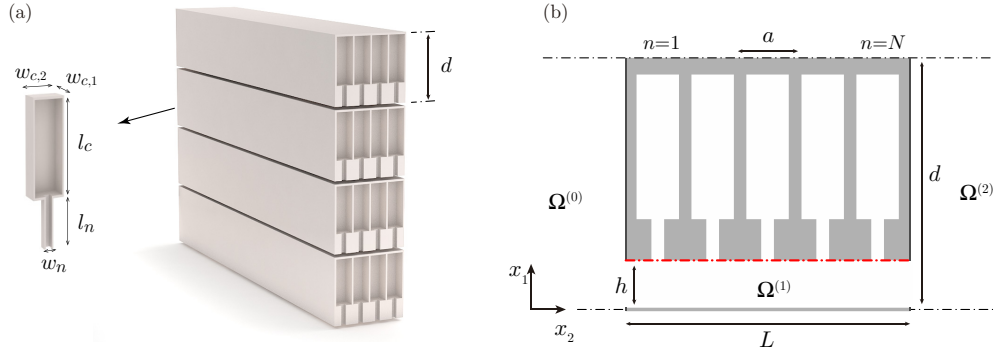 (a)
w_{c,2}
w_{c,1}
l_c
l_n
w_n
d
(b)
n=1
a
n=N
d
Ω^{(0)}
Ω^{(2)}
x_1
h
Ω^{(1)}
x_2
L